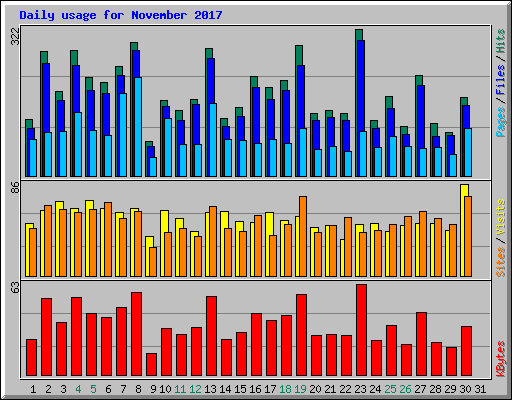 Daily usage for November 2017
322
Pages / Files / Hits
86
Sites / Visits
63
KBytes
1 2 3 4 5 6 7 8 9 10 11 12 13 14 15 16 17 18 19 20 21 22 23 24 25 26 27 28 29 30 31